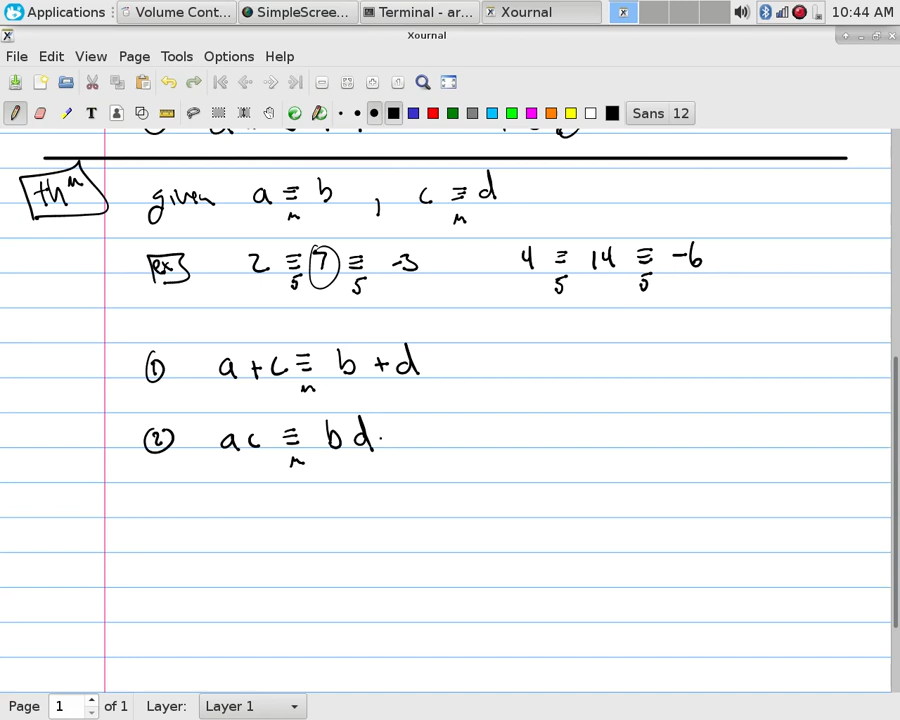 Applications Volume Cont... SimpleScree... Terminal - ar... Xournal 10:44 AM
Xournal
File Edit View Page Tools Options Help
T Sans 12
thᵐ given a ≡ₙ b , c ≡ₙ d
ex 2 ≡₅ 7 ≡₅ -3 4 ≡₅ 14 ≡₅ -6
① a + c ≡ₙ b + d
② a c ≡ₙ b d.
Page 1 of 1 Layer: Layer 1